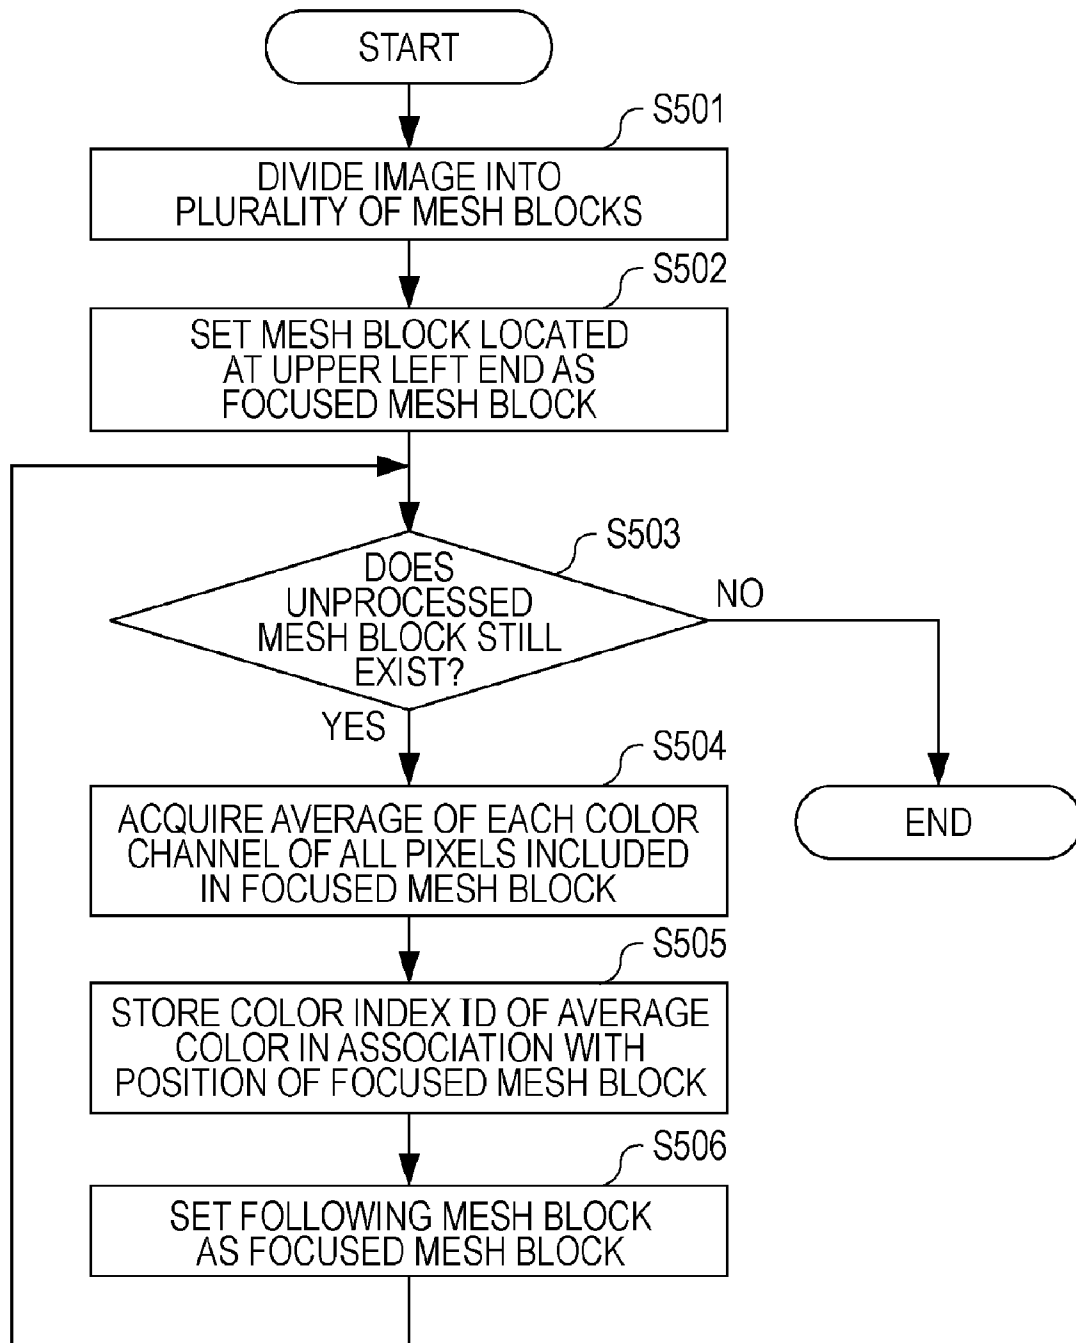 START
S501
DIVIDE IMAGE INTO
PLURALITY OF MESH BLOCKS
S502
SET MESH BLOCK LOCATED
AT UPPER LEFT END AS
FOCUSED MESH BLOCK
S503
DOES
UNPROCESSED
MESH BLOCK STILL
EXIST?
NO
YES
S504
ACQUIRE AVERAGE OF EACH COLOR
CHANNEL OF ALL PIXELS INCLUDED
IN FOCUSED MESH BLOCK
END
S505
STORE COLOR INDEX ID OF AVERAGE
COLOR IN ASSOCIATION WITH
POSITION OF FOCUSED MESH BLOCK
S506
SET FOLLOWING MESH BLOCK
AS FOCUSED MESH BLOCK